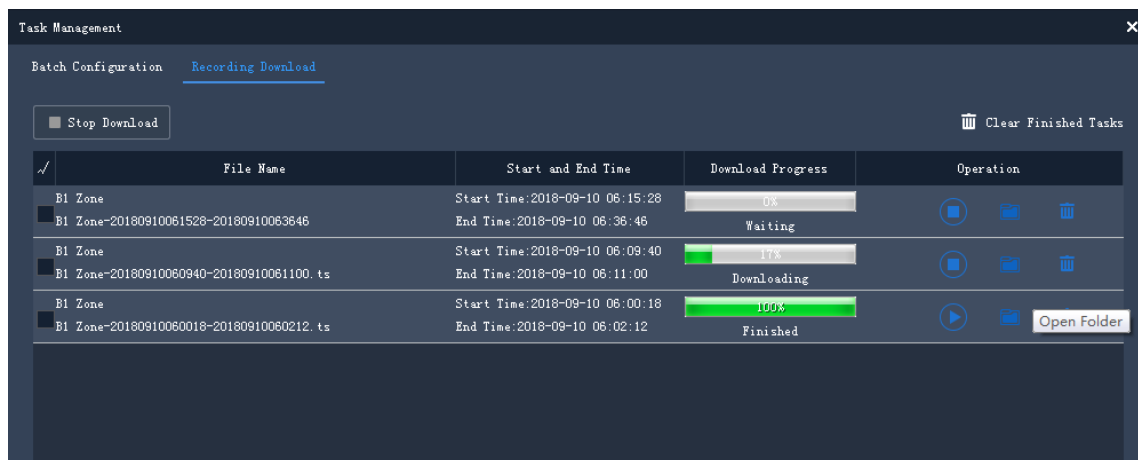 Task Management
Batch Configuration Recording Download
Stop Download Clear Finished Tasks
File Name Start and End Time Download Progress Operation
B1 Zone Start Time:2018-09-10 06:15:28 0%
B1 Zone-20180910061528-20180910063646 End Time:2018-09-10 06:36:46 Waiting
B1 Zone Start Time:2018-09-10 06:09:40 17%
B1 Zone-20180910060940-20180910061100.ts End Time:2018-09-10 06:11:00 Downloading
B1 Zone Start Time:2018-09-10 06:00:18 100%
B1 Zone-20180910060018-20180910060212.ts End Time:2018-09-10 06:02:12 Finished
Open Folder